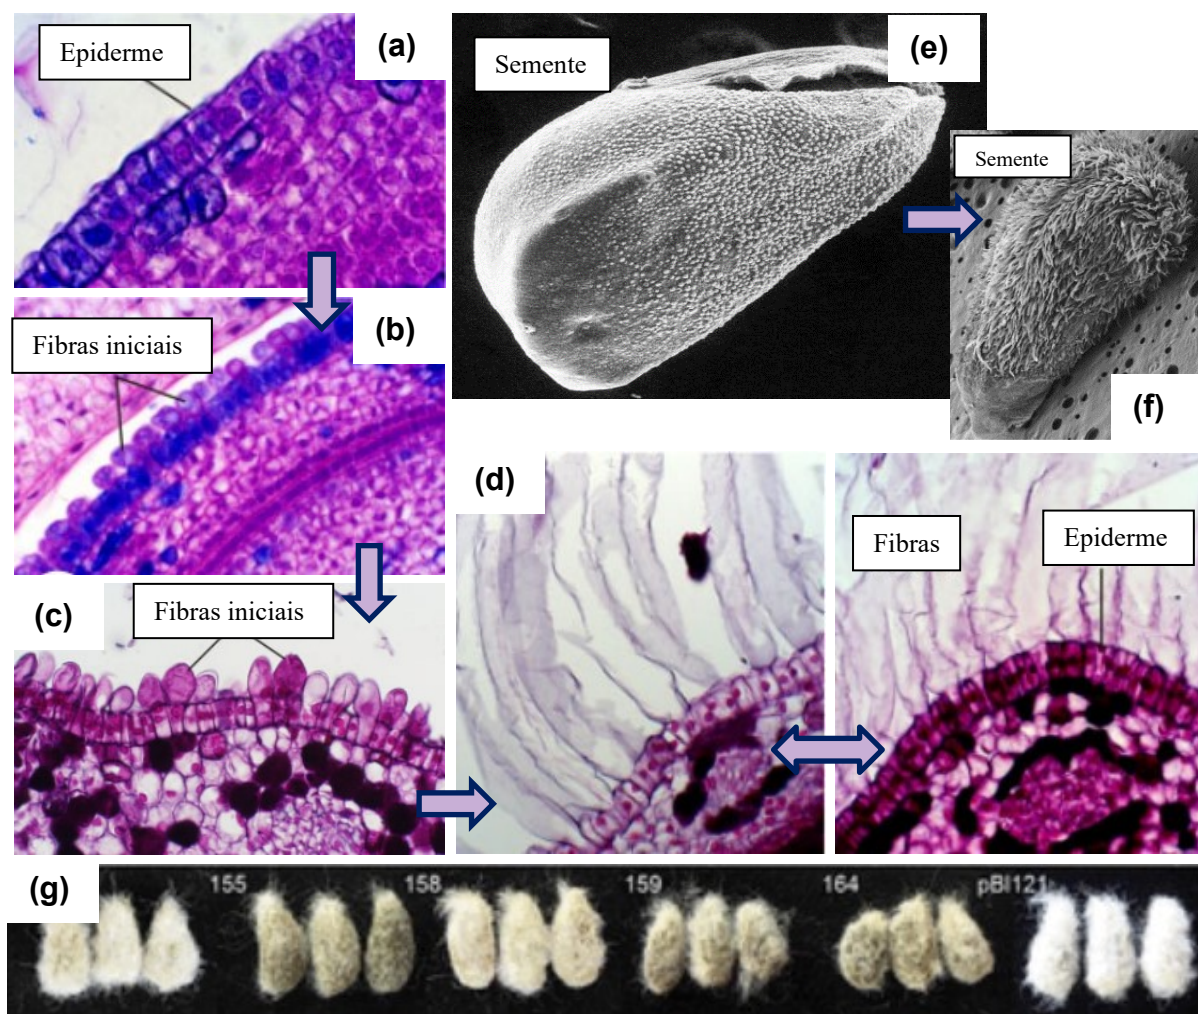 (a)
Epiderme
(b)
Fibras iniciais
(c)
Fibras iniciais
(d)
Fibras
Epiderme
(e)
Semente
Semente
(f)
(g)
155
158
159
164
pBI121